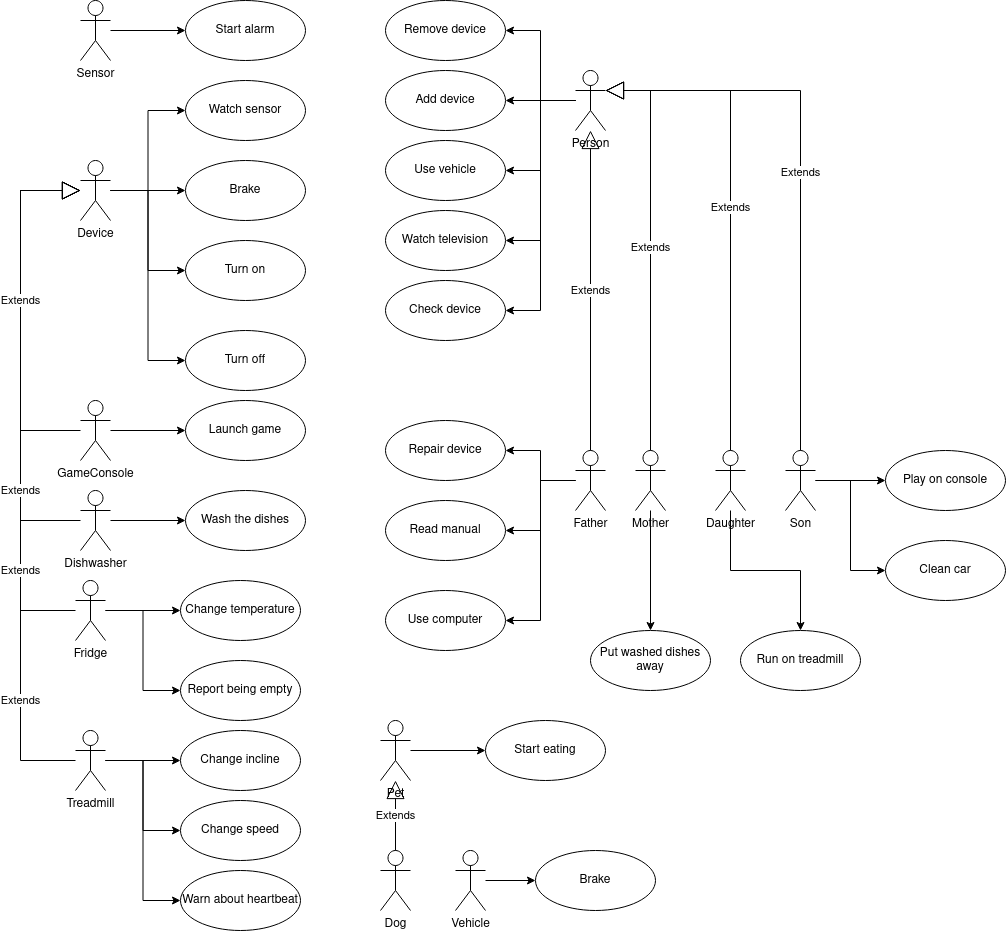 Start alarm
Sensor
Watch sensor
Brake
Device
Turn on
Extends
Turn off
Launch game
GameConsole
Extends
Wash the dishes
Dishwasher
Extends
Change temperature
Fridge
Report being empty
Extends
Change incline
Treadmill
Change speed
Warn about heartbeat
Remove device
Add device
Person
Use vehicle
Watch television
Check device
Extends
Extends
Extends
Extends
Repair device
Father
Mother
Daughter
Son
Read manual
Use computer
Play on console
Clean car
Put washed dishes
away
Run on treadmill
Start eating
Pet
Extends
Dog
Vehicle
Brake